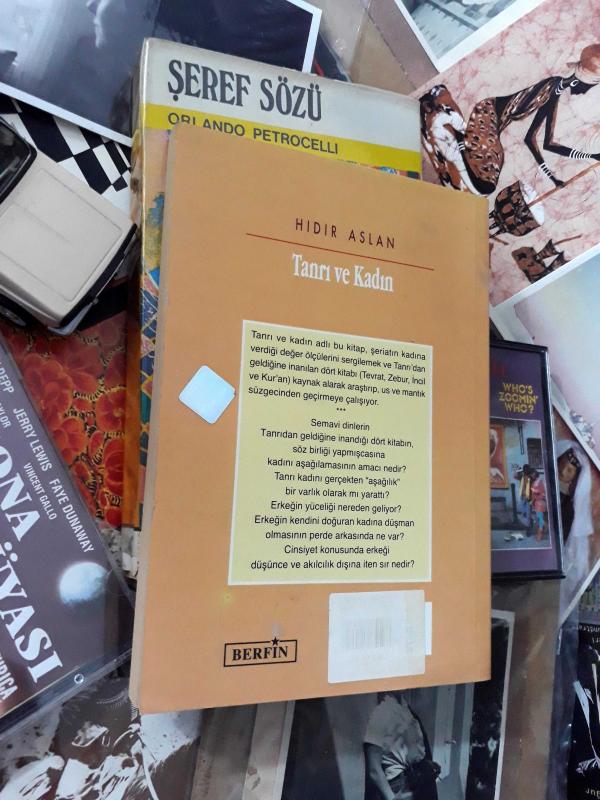 ŞEREF SÖZÜ
ORLANDO PETROCELLI
HIDIR ASLAN
Tanrı ve Kadın
Tanrı ve kadın adlı bu kitap, şeriatın kadına
verdiği değer ölçülerini sergilemek ve Tanrı'dan
geldiğine inanılan dört kitabı (Tevrat, Zebur, İncil
ve Kur'an) kaynak alarak araştırıp, us ve mantık
süzgecinden geçirmeye çalışıyor.
***
Semavi dinlerin
Tanrıdan geldiğine inandığı dört kitabın,
söz birliği yapmışcasına
kadını aşağılamasının amacı nedir?
Tanrı kadını gerçekten "aşağılık"
bir varlık olarak mı yarattı?
Erkeğin yüceliği nereden geliyor?
Erkeğin kendini doğuran kadına düşman
olmasının perde arkasında ne var?
Cinsiyet konusunda erkeği
düşünce ve akılcılık dışına iten sır nedir?
BERFİN
WHO'S
ZOOMIN'
WHO?
DEPP JERRY LEWIS FAYE DUNAWAY
VINCENT GALLO